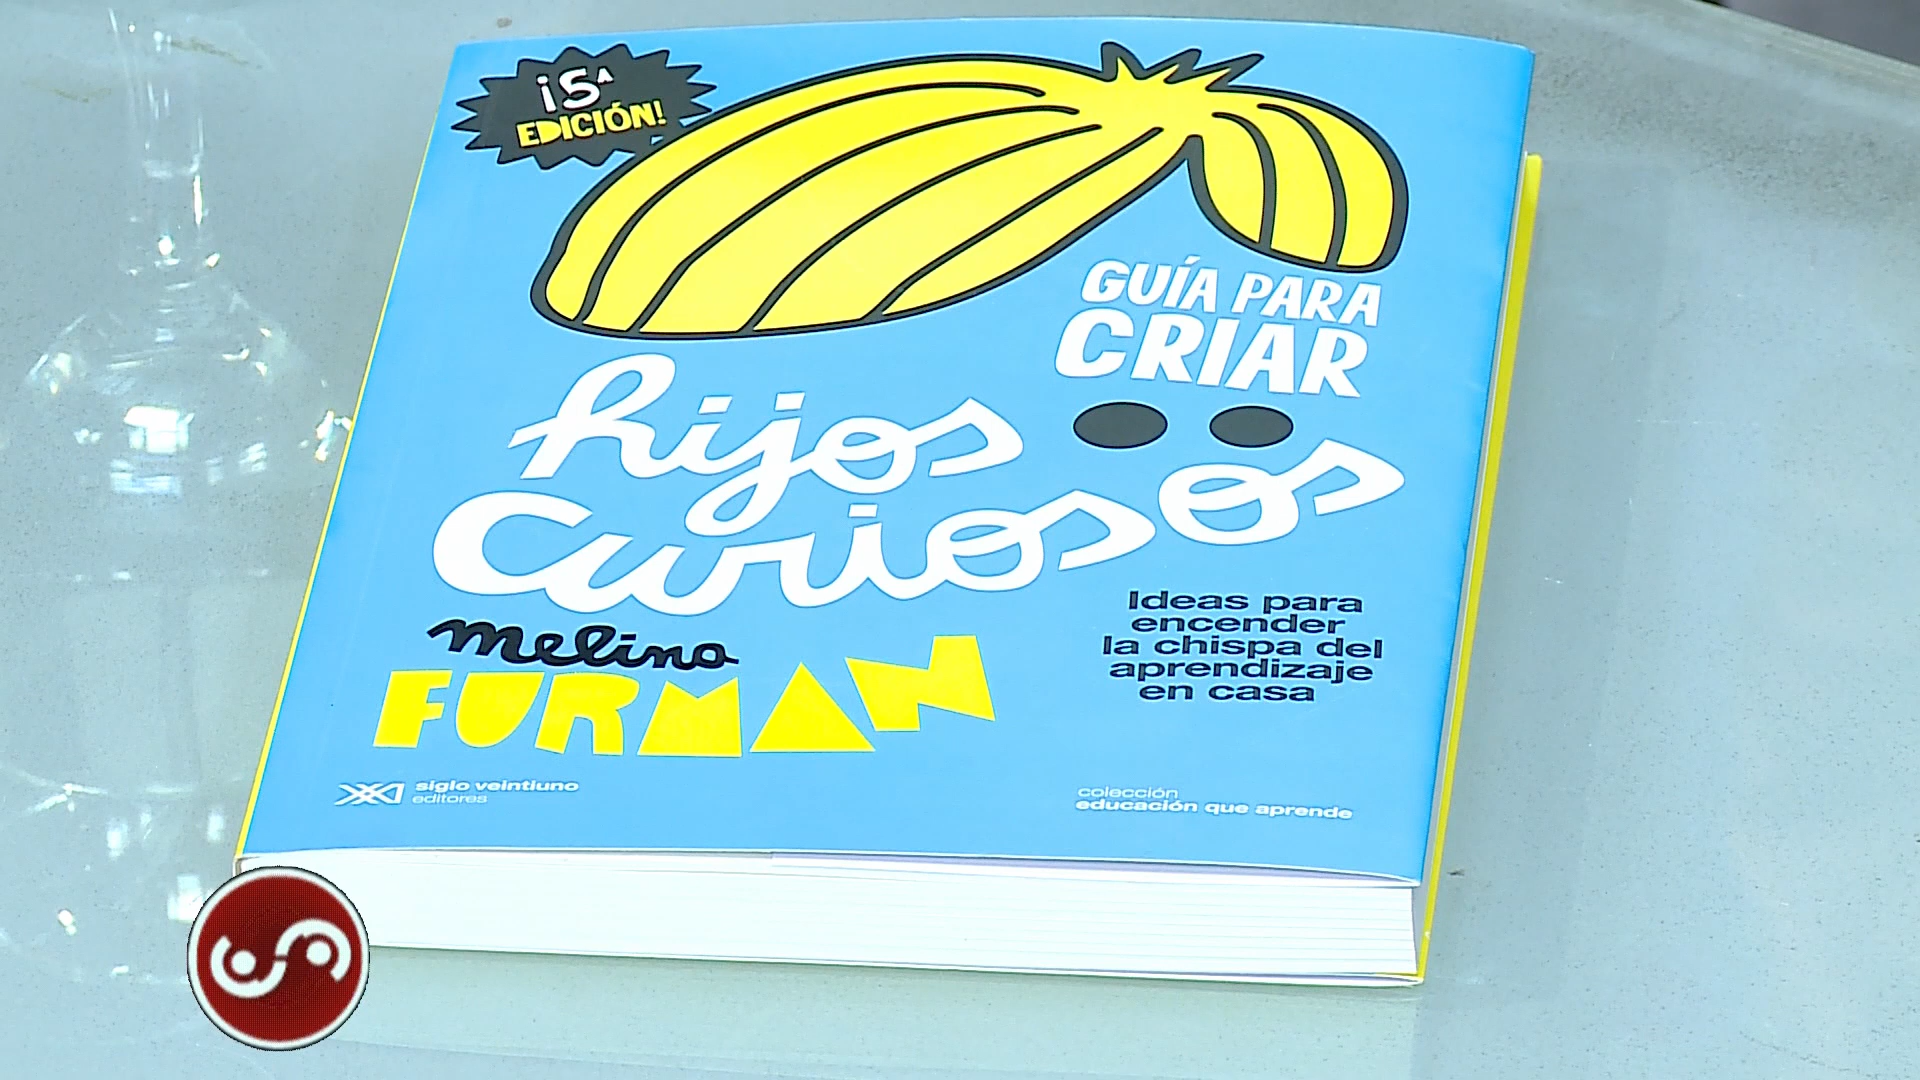 ¡5ᴬ
EDICIÓN!
GUÍA PARA
CRIAR
hijos
curiosos
Melina
FURMAN
Ideas para
encender
la chispa del
aprendizaje
en casa
siglo veintiuno
editores
colección
educación que aprende